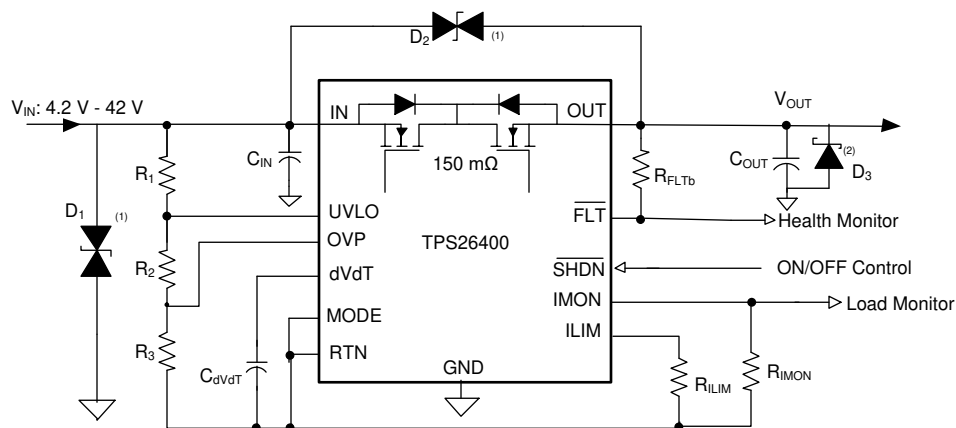 D2 (1)
VIN: 4.2 V - 42 V
IN
OUT
VOUT
CIN
150 mΩ
COUT
(2)
D3
R1
RFLTb
D1 (1)
UVLO
FLT
Health Monitor
OVP
TPS26400
R2
dVdT
SHDN
ON/OFF Control
IMON
Load Monitor
MODE
ILIM
R3
RTN
CdVdT
GND
RILIM
RIMON